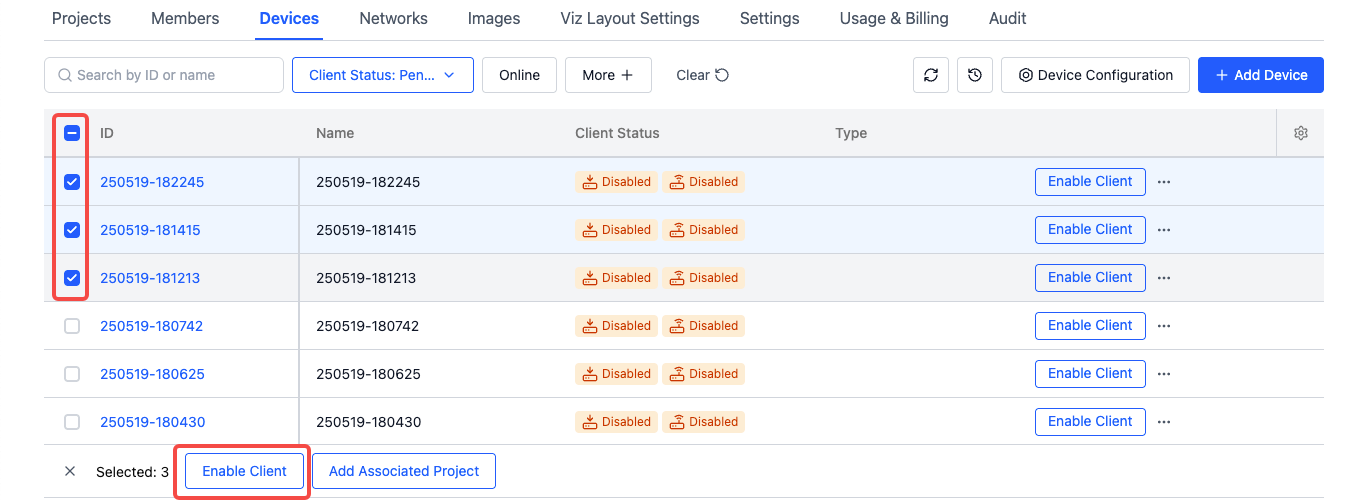 Projects Members Devices Networks Images Viz Layout Settings Settings Usage & Billing Audit
Search by ID or name Client Status: Pen... Online More Clear Device Configuration Add Device
ID Name Client Status Type
250519-182245 250519-182245 Disabled Disabled Enable Client
250519-181415 250519-181415 Disabled Disabled Enable Client
250519-181213 250519-181213 Disabled Disabled Enable Client
250519-180742 250519-180742 Disabled Disabled Enable Client
250519-180625 250519-180625 Disabled Disabled Enable Client
250519-180430 250519-180430 Disabled Disabled Enable Client
Selected: 3 Enable Client Add Associated Project